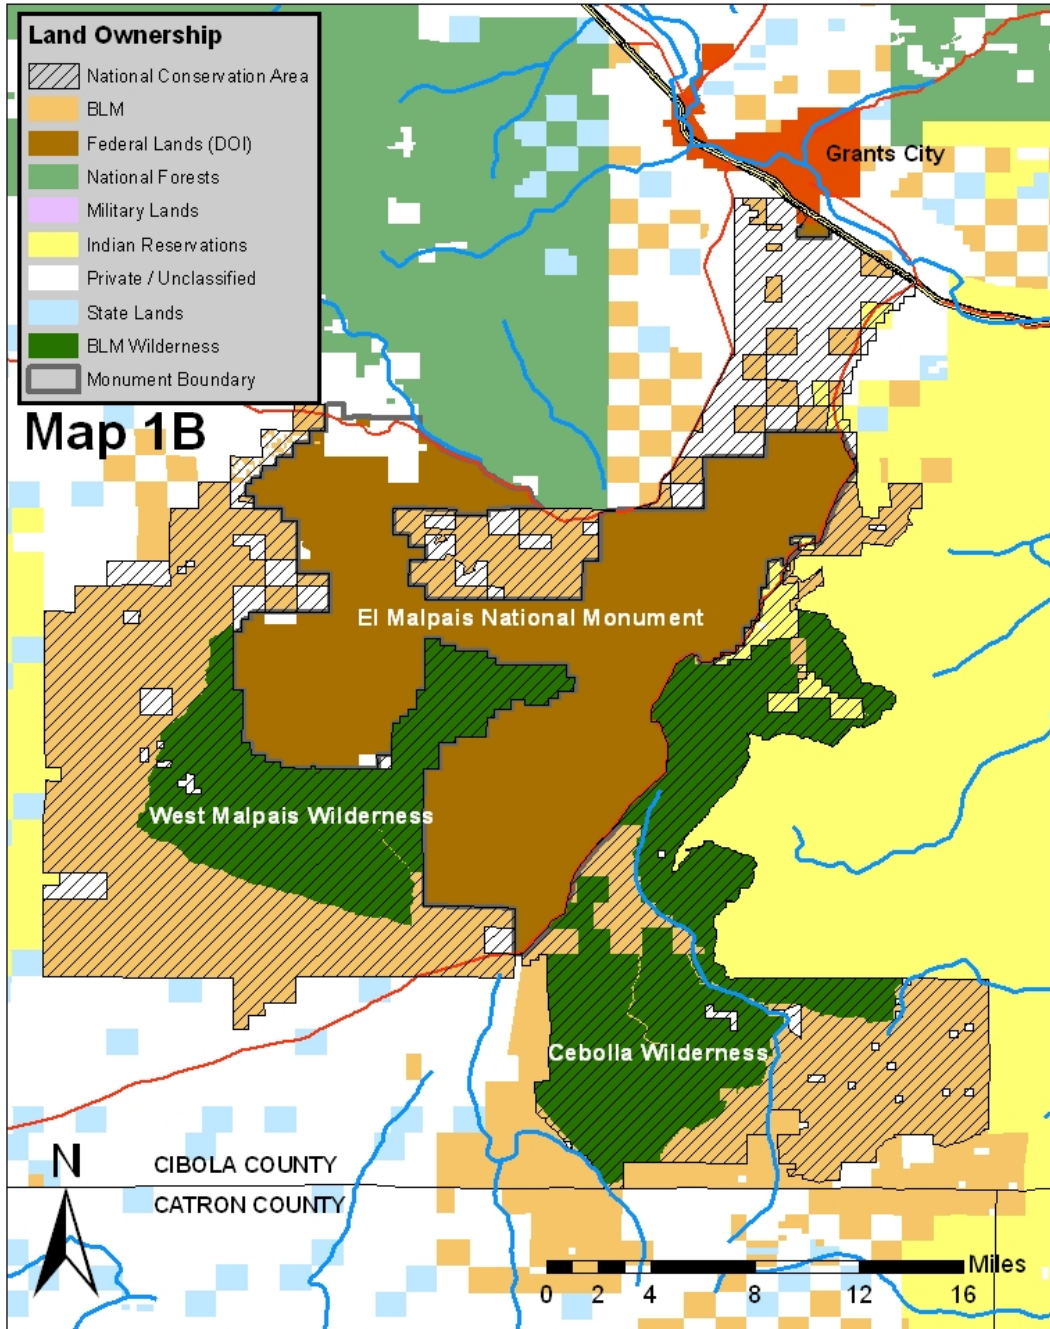 Land Ownership
National Conservation Area
BLM
Federal Lands (DOI)
National Forests
Military Lands
Indian Reservations
Private / Unclassified
State Lands
BLM Wilderness
Monument Boundary
Map 1B
Grants City
El Malpais National Monument
West Malpais Wilderness
Cebolla Wilderness
N
CIBOLA COUNTY
CATRON COUNTY
Miles
0 2 4 8 12 16